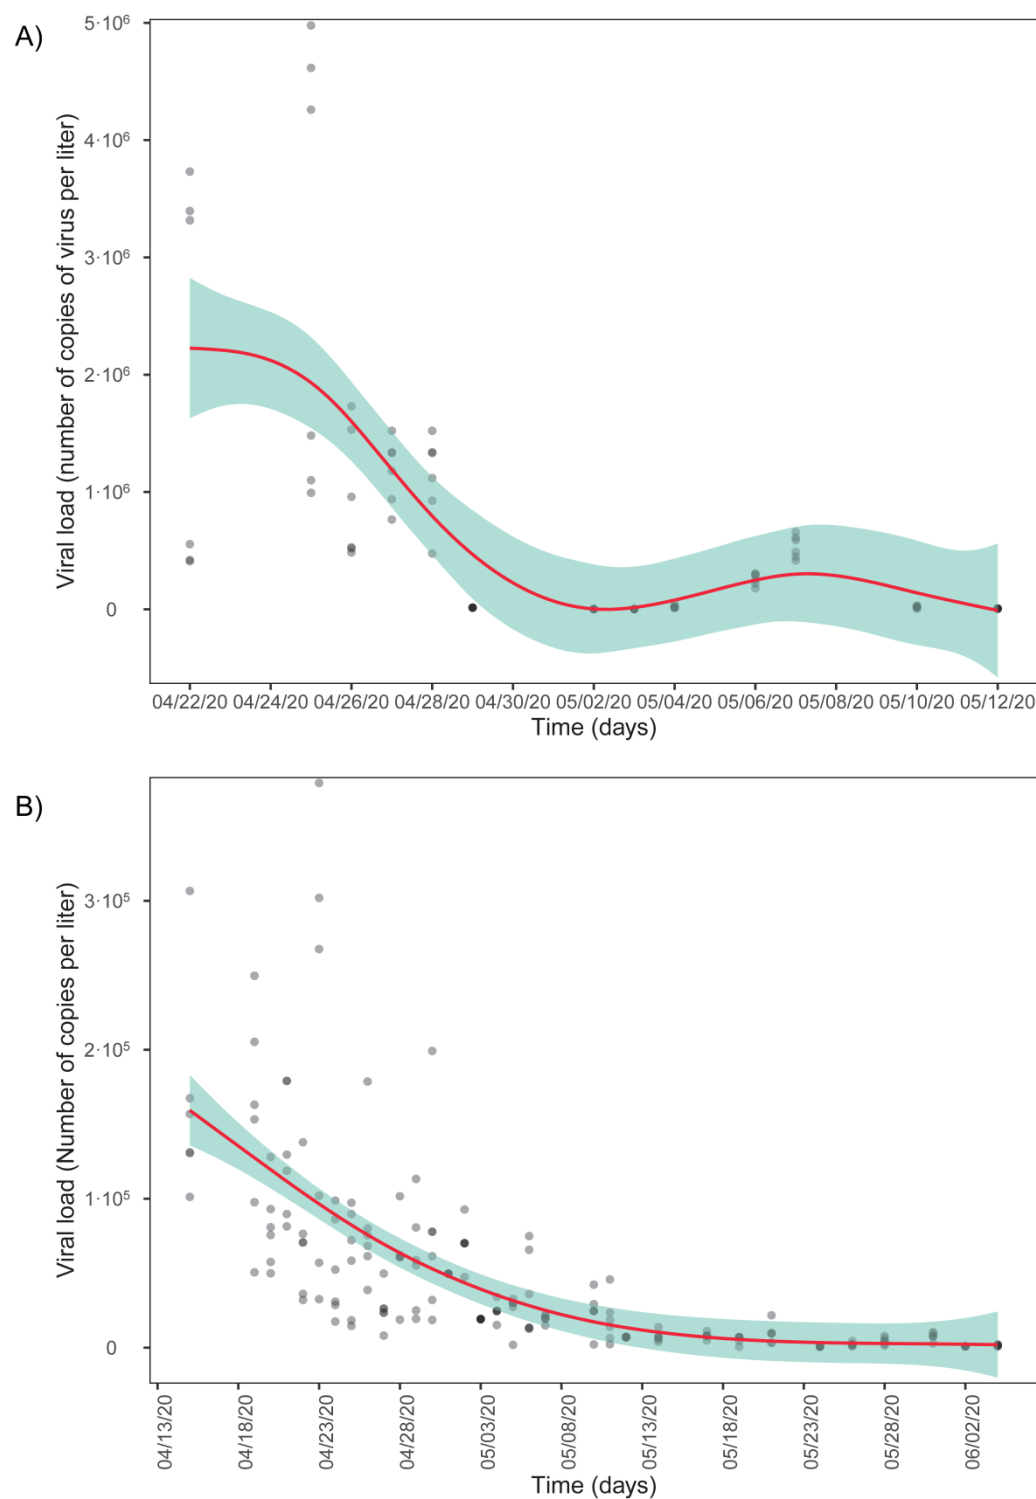 A)
Viral load (number of copies of virus per liter)
5·10⁶
4·10⁶
3·10⁶
2·10⁶
1·10⁶
0
04/22/20 04/24/20 04/26/20 04/28/20 04/30/20 05/02/20 05/04/20 05/06/20 05/08/20 05/10/20 05/12/20
Time (days)
B)
Viral load (Number of copies per liter)
3·10⁵
2·10⁵
1·10⁵
0
04/13/20 04/18/20 04/23/20 04/28/20 05/03/20 05/08/20 05/13/20 05/18/20 05/23/20 05/28/20 06/02/20
Time (days)